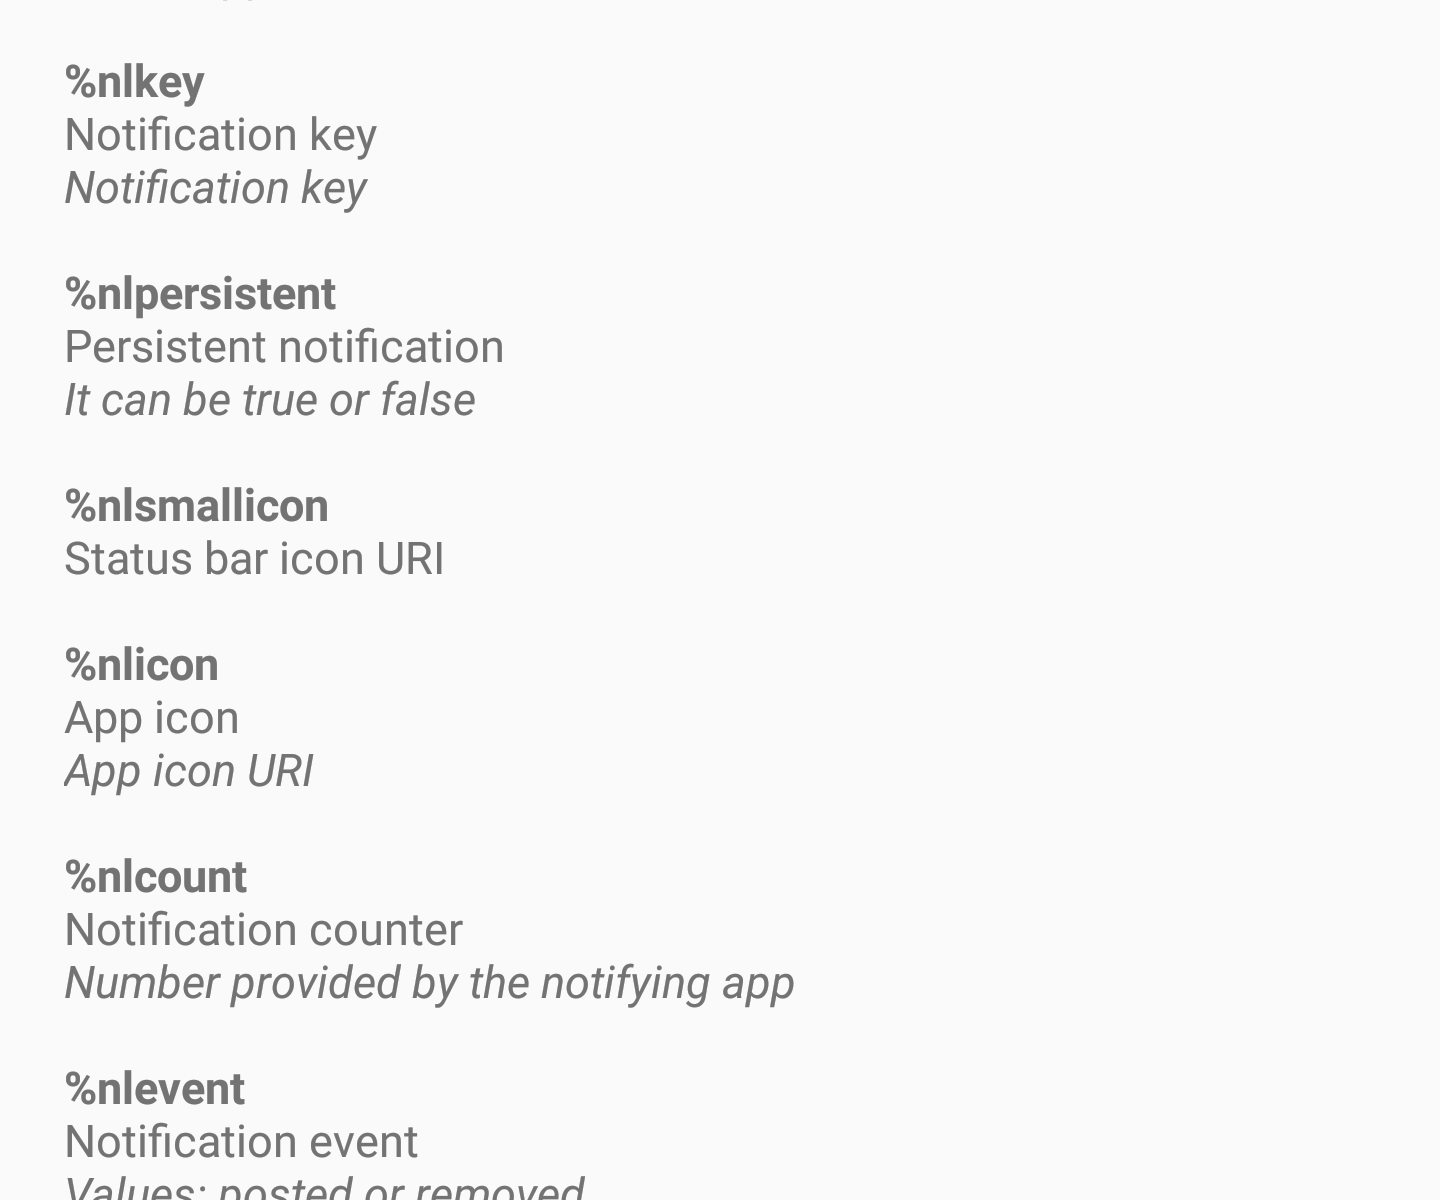 %nlkey
Notification key
Notification key
%nlpersistent
Persistent notification
It can be true or false
%nlsmallicon
Status bar icon URI
%nlicon
App icon
App icon URI
%nlcount
Notification counter
Number provided by the notifying app
%nlevent
Notification event
Values: posted or removed